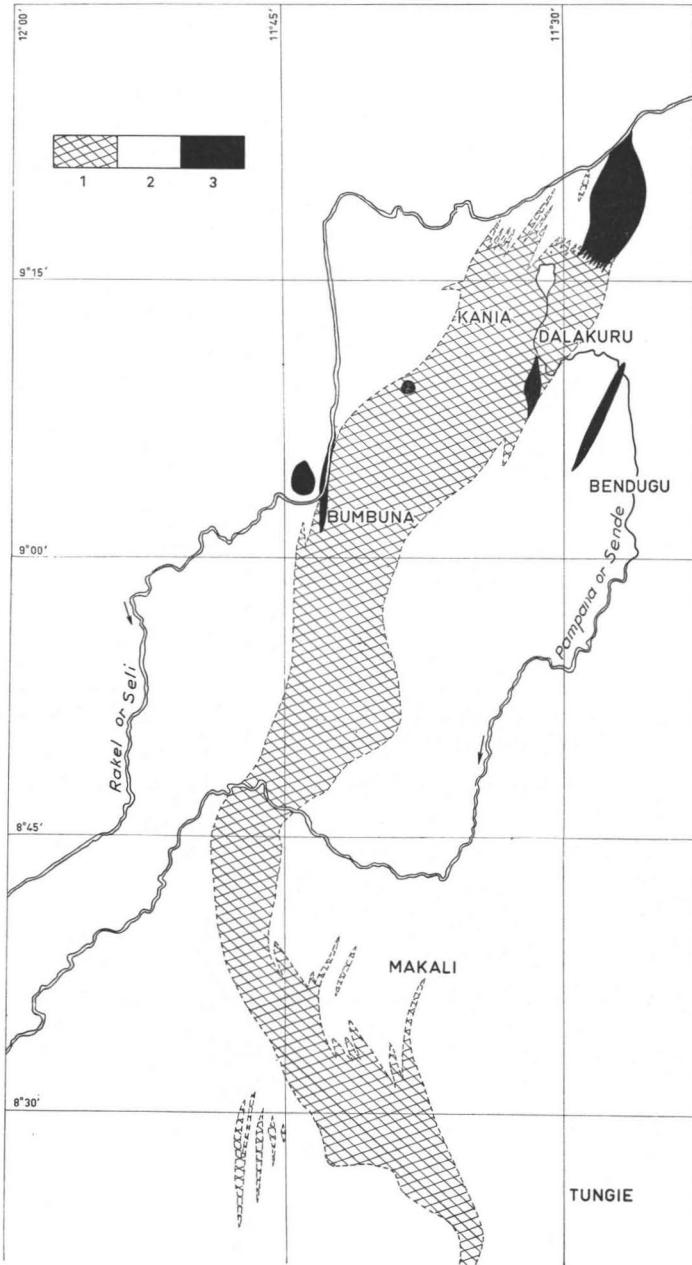 12°00'
11°45'
11°30'
1 2 3
9°15'
KANIA
DALAKURU
BENDUGU
BUMBUNA
9°00'
Pampana or Sende
Rakel or Seli
8°45'
MAKALI
8°30'
TUNGIE